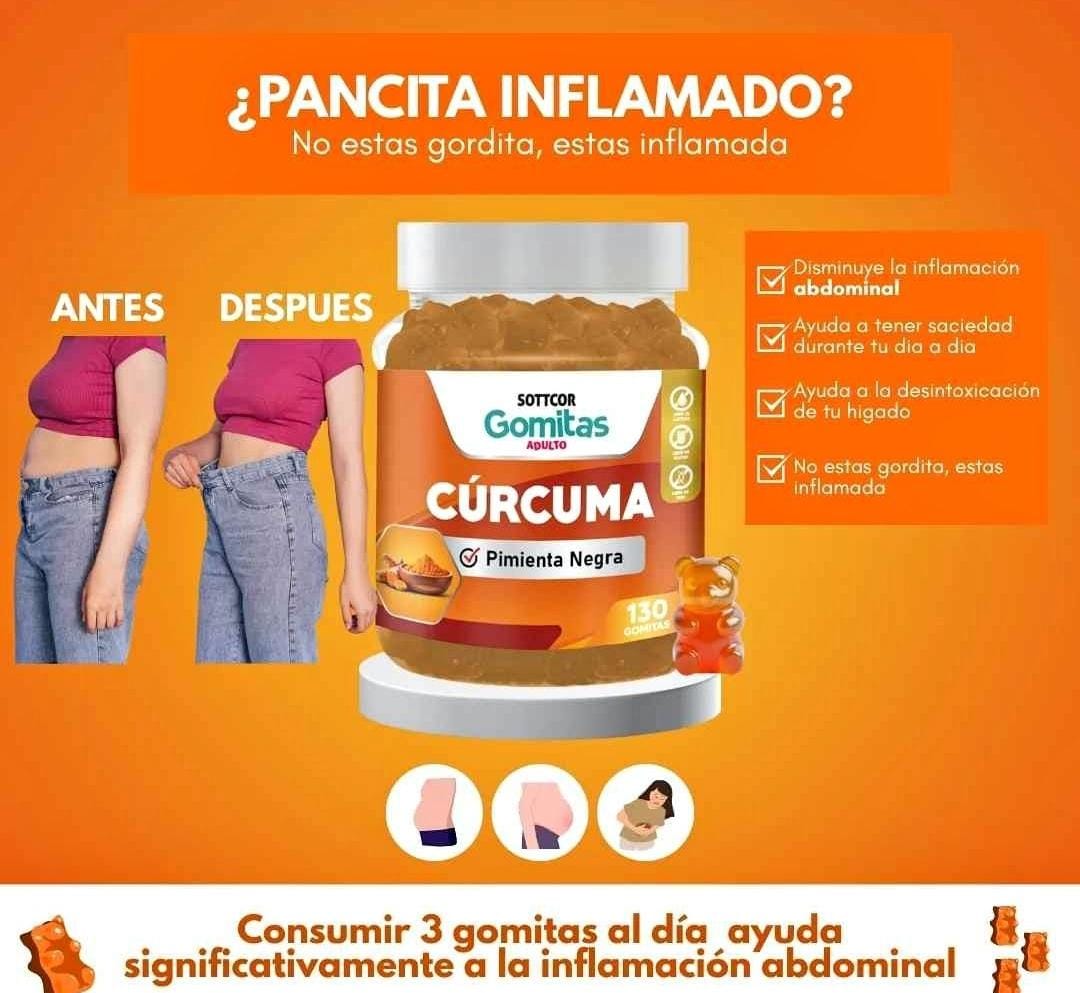 ¿PANCITA INFLAMADO?
No estas gordita, estas inflamada
ANTES
DESPUES
SOTTCOR
Gomitas
ADULTO
CÚRCUMA
Pimienta Negra
130
GOMITAS
Disminuye la inflamación
abdominal
Ayuda a tener saciedad
durante tu dia a dia
Ayuda a la desintoxicación
de tu higado
No estas gordita, estas
inflamada
Consumir 3 gomitas al día ayuda
significativamente a la inflamación abdominal